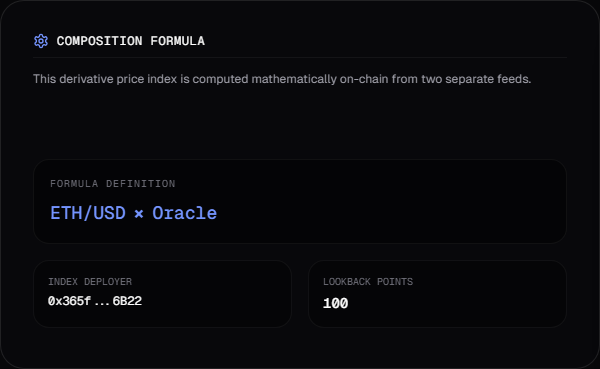 COMPOSITION FORMULA
This derivative price index is computed mathematically on-chain from two separate feeds.
FORMULA DEFINITION
ETH/USD × Oracle
INDEX DEPLOYER
0x365f...6B22
LOOKBACK POINTS
100